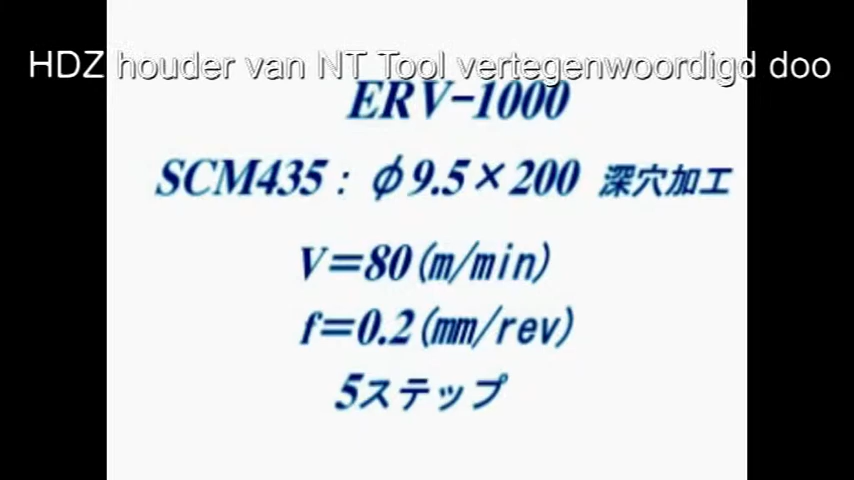 HDZ houder van NT Tool vertegenwoordigd doo
ERV-1000
SCM435 : φ9.5×200 深穴加工
V=80(m/min)
f=0.2(mm/rev)
5ステップ